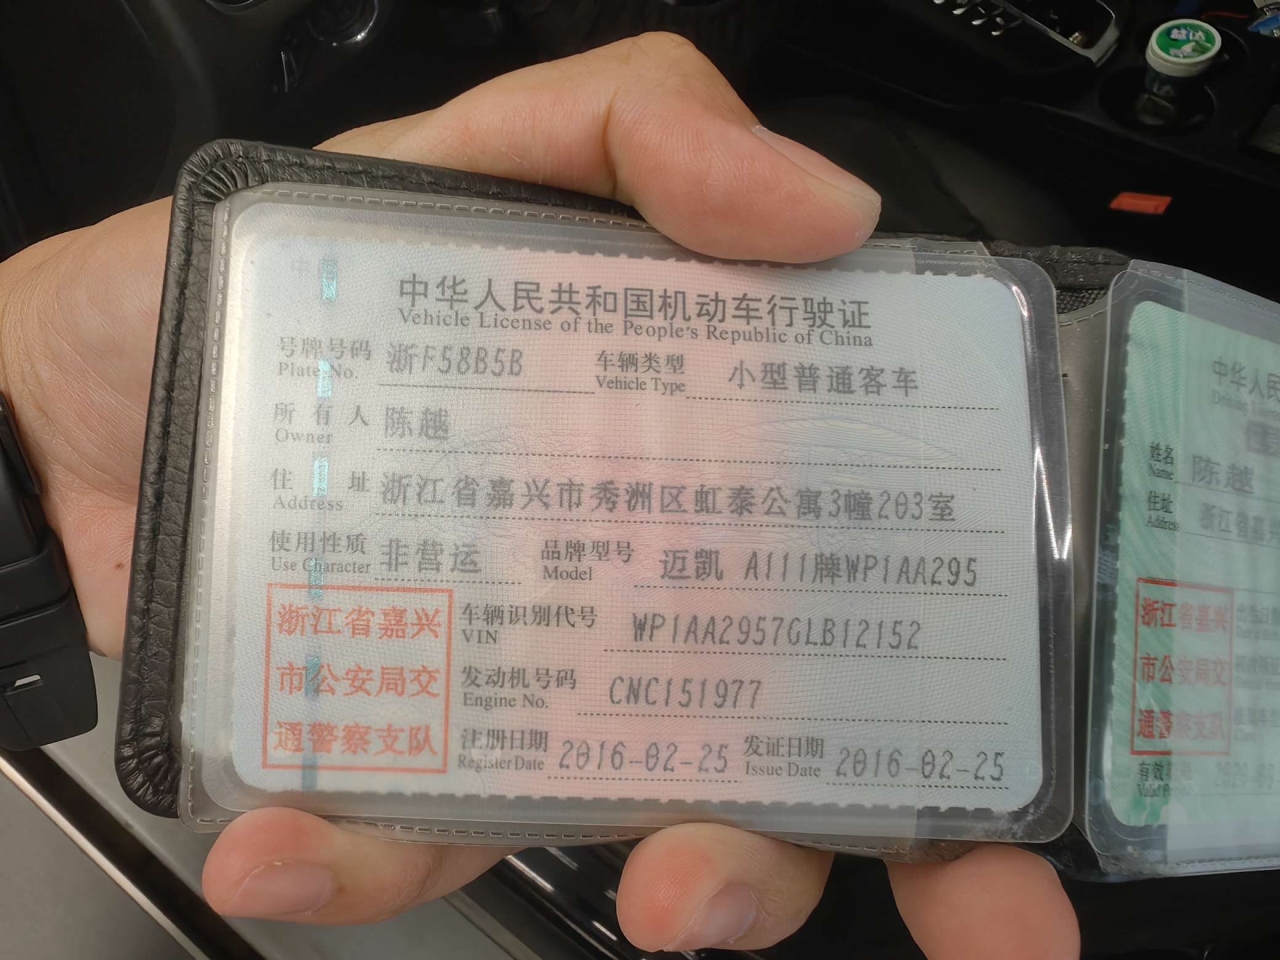 中华人民共和国机动车行驶证
Vehicle License of the People's Republic of China
号牌号码 浙F58B5B 车辆类型 小型普通客车
Plate No. Vehicle Type
所有人 陈越
Owner
住址 浙江省嘉兴市秀洲区虹泰公寓3幢203室
Address
使用性质 非营运 品牌型号 迈凯 A111牌WP1AA295
Use Character Model
浙江省嘉兴
市公安局交
通警察支队
车辆识别代号 WP1AA2957GLB12152
VIN
发动机号码 CNC151977
Engine No.
注册日期 2016-02-25 发证日期 2016-02-25
Register Date Issue Date
中华人民
姓名 陈越
Name
住址 浙江省嘉兴
Address
浙江省嘉兴
市公安局交
通警察支队
益达